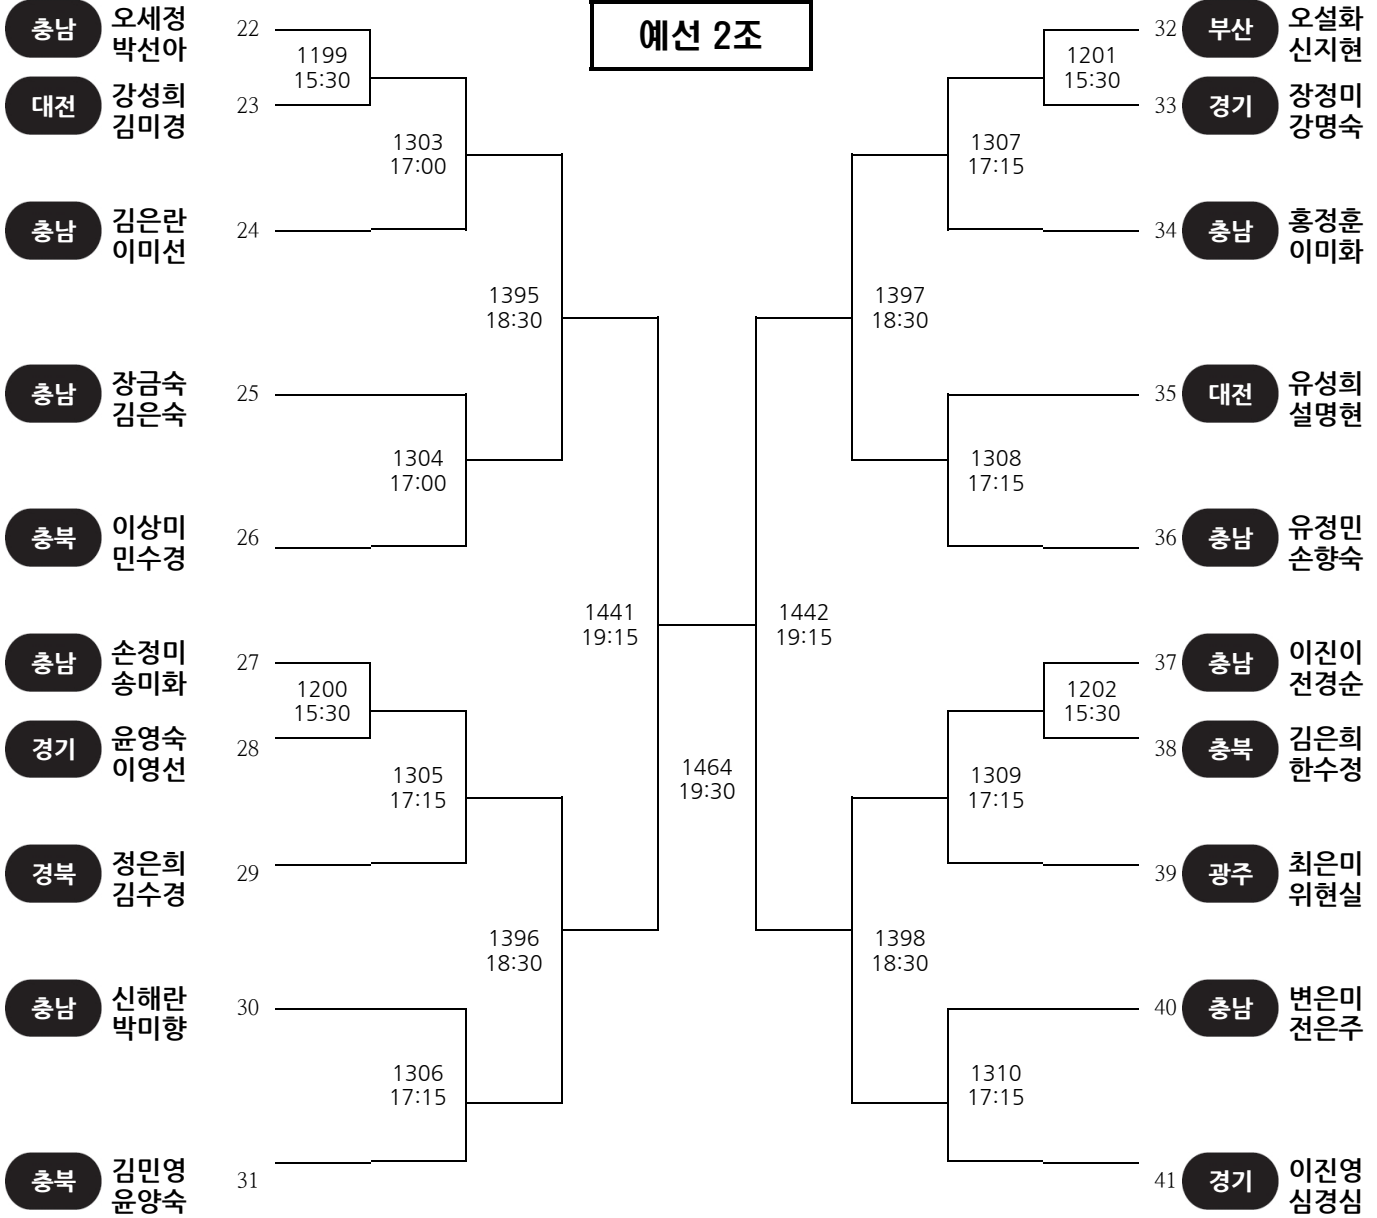 예선 2조
충남
오세정
박선아
22
1199
15:30
대전
강성희
김미경
23
1303
17:00
충남
김은란
이미선
24
1395
18:30
충남
장금숙
김은숙
25
1304
17:00
충북
이상미
민수경
26
1441
19:15
충남
손정미
송미화
27
1200
15:30
경기
윤영숙
이영선
28
1305
17:15
경북
정은희
김수경
29
1396
18:30
충남
신해란
박미향
30
1306
17:15
충북
김민영
윤양숙
31
1464
19:30
32
부산
오설화
신지현
1201
15:30
33
경기
장정미
강명숙
1307
17:15
34
충남
홍정훈
이미화
1397
18:30
35
대전
유성희
설명현
1308
17:15
36
충남
유정민
손향숙
1442
19:15
37
충남
이진이
전경순
1202
15:30
38
충북
김은희
한수정
1309
17:15
39
광주
최은미
위현실
1398
18:30
40
충남
변은미
전은주
1310
17:15
41
경기
이진영
심경심